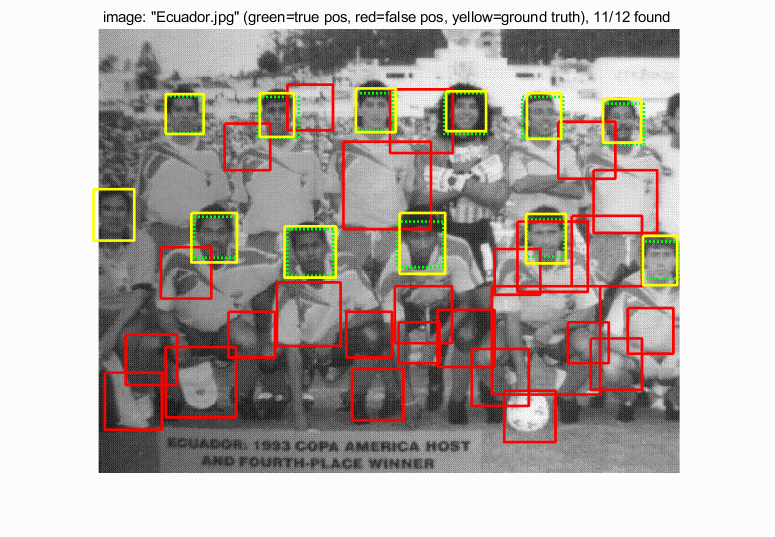 image: "Ecuador.jpg" (green=true pos, red=false pos, yellow=ground truth), 11/12 found
ECUADOR: 1993 COPA AMERICA HOST
AND FOURTH-PLACE WINNER